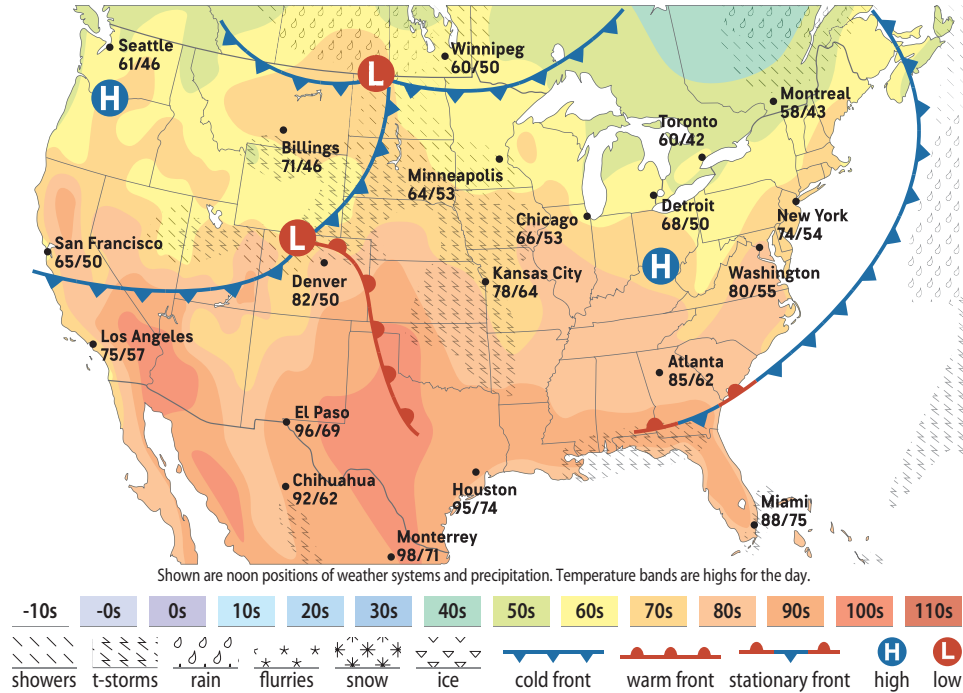 Seattle
61/46
H
L
Winnipeg
60/50
Montreal
58/43
Toronto
60/42
Billings
71/46
Minneapolis
64/53
Detroit
68/50
Chicago
66/53
New York
74/54
San Francisco
65/50
L
Denver
82/50
Kansas City
78/64
H
Washington
80/55
Los Angeles
75/57
Atlanta
85/62
El Paso
96/69
Chihuahua
92/62
Houston
95/74
Miami
88/75
Monterrey
98/71
Shown are noon positions of weather systems and precipitation. Temperature bands are highs for the day.
-10s -0s 0s 10s 20s 30s 40s 50s 60s 70s 80s 90s 100s 110s
H L
showers t-storms rain flurries snow ice cold front warm front stationary front high low